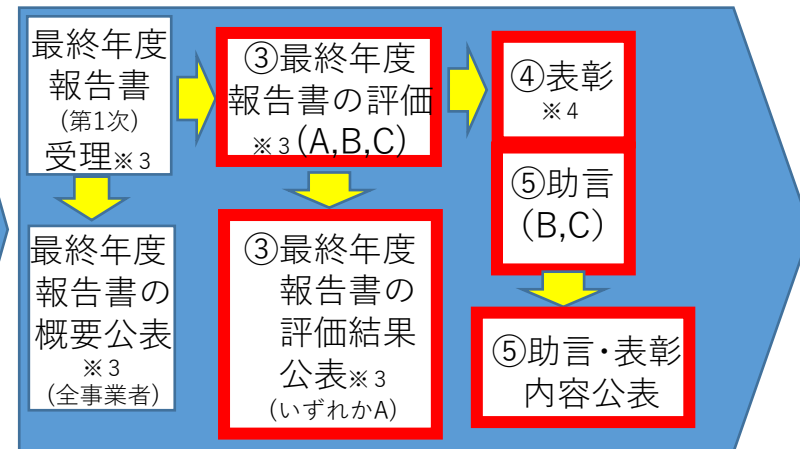 最終年度
報告書
(第1次)
受理※3
③最終年度
報告書の評価
※3(A,B,C)
④表彰
※4
⑤助言
(B,C)
最終年度
報告書の
概要公表
※3
(全事業者)
③最終年度
報告書の
評価結果
公表※3
(いずれかA)
⑤助言・表彰
内容公表